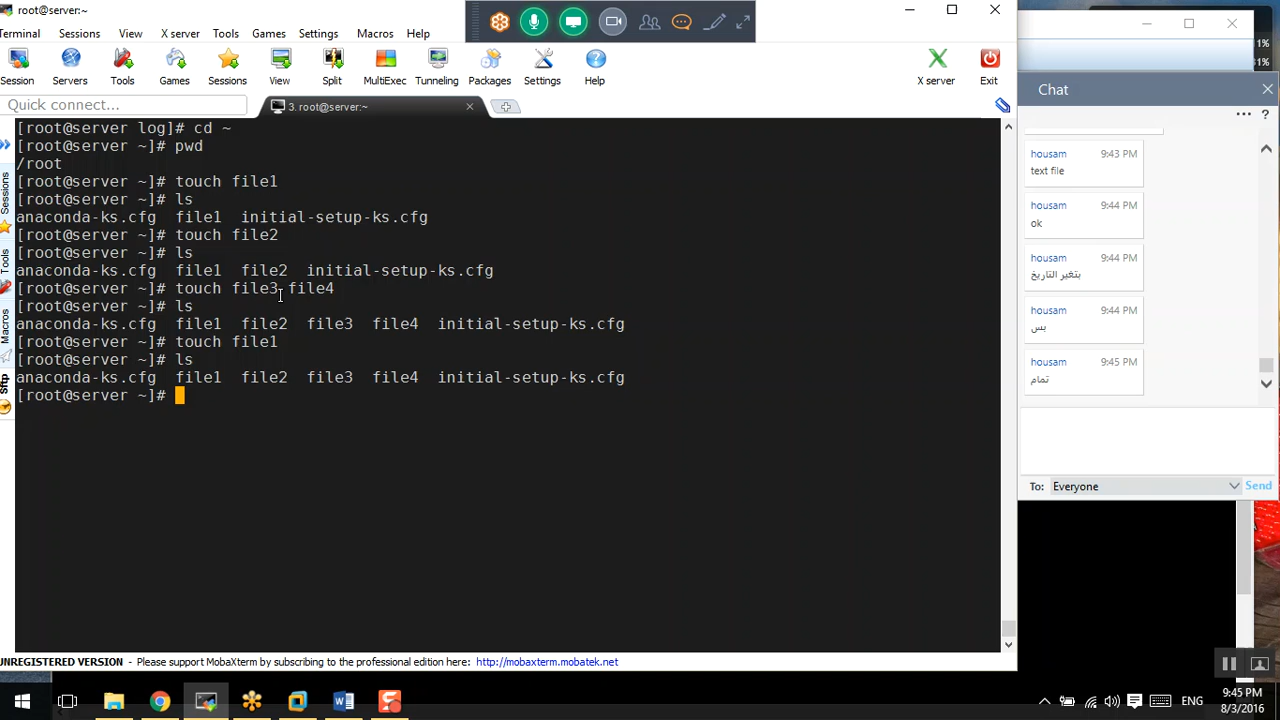 root@server:~
Terminal Sessions View X server Tools Games Settings Macros Help
Session Servers Tools Games Sessions View Split MultiExec Tunneling Packages Settings Help X server Exit
Quick connect...
3. root@server:~
[root@server log]# cd ~
[root@server ~]# pwd
/root
[root@server ~]# touch file1
[root@server ~]# ls
anaconda-ks.cfg file1 initial-setup-ks.cfg
[root@server ~]# touch file2
[root@server ~]# ls
anaconda-ks.cfg file1 file2 initial-setup-ks.cfg
[root@server ~]# touch file3 file4
[root@server ~]# ls
anaconda-ks.cfg file1 file2 file3 file4 initial-setup-ks.cfg
[root@server ~]# touch file1
[root@server ~]# ls
anaconda-ks.cfg file1 file2 file3 file4 initial-setup-ks.cfg
[root@server ~]#
Sessions
Tools
Macros
Sftp
UNREGISTERED VERSION - Please support MobaXterm by subscribing to the professional edition here: http://mobaxterm.mobatek.net
1%
31%
Chat
housam 9:43 PM
text file
housam 9:44 PM
ok
housam 9:44 PM
بتغير التاريخ
housam 9:44 PM
بس
housam 9:45 PM
تمام
To: Everyone Send
ENG
9:45 PM
8/3/2016